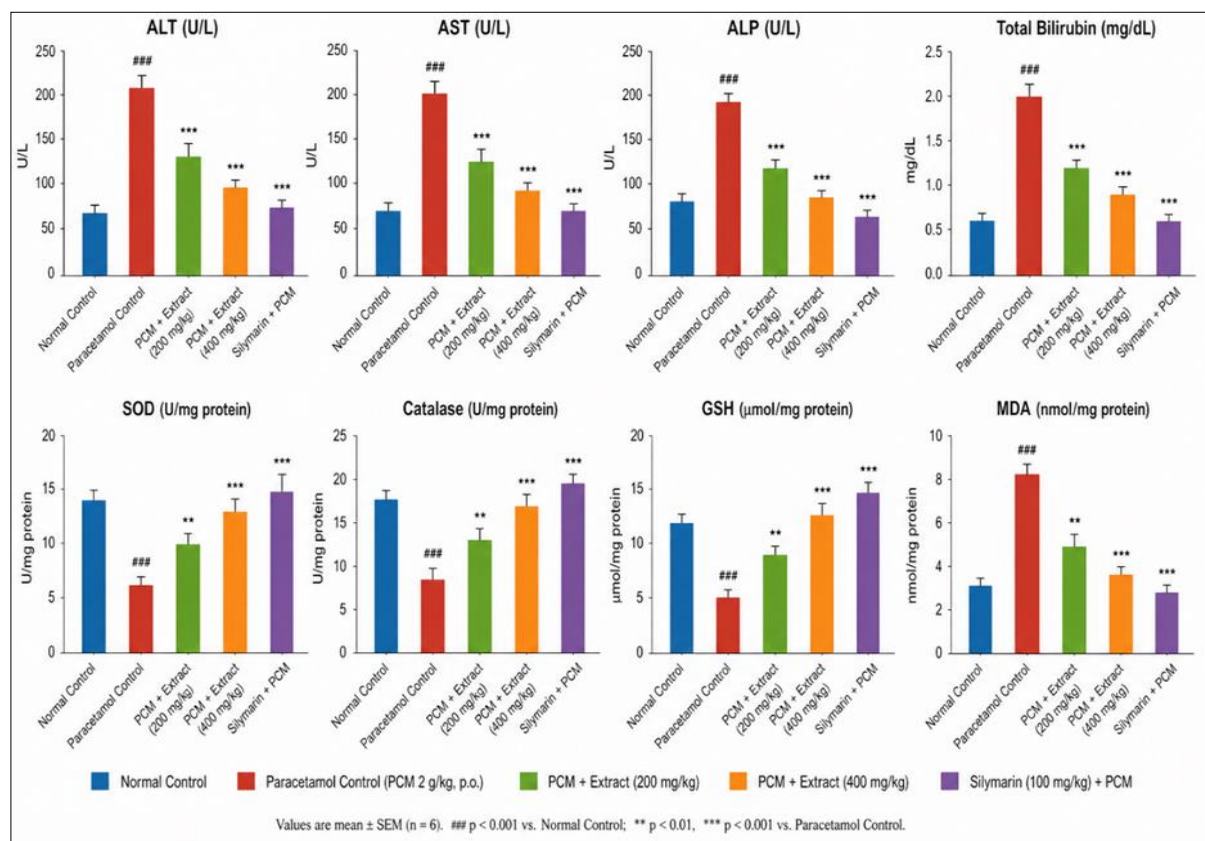 ALT (U/L)
250
200
150
100
50
0
U/L
###
***
***
***
Normal Control
Paracetamol Control
PCM + Extract
(200 mg/kg)
PCM + Extract
(400 mg/kg)
Silymarin + PCM
AST (U/L)
250
200
150
100
50
0
U/L
###
***
***
***
Normal Control
Paracetamol Control
PCM + Extract
(200 mg/kg)
PCM + Extract
(400 mg/kg)
Silymarin + PCM
ALP (U/L)
250
200
150
100
50
0
U/L
###
***
***
***
Normal Control
Paracetamol Control
PCM + Extract
(200 mg/kg)
PCM + Extract
(400 mg/kg)
Silymarin + PCM
Total Bilirubin (mg/dL)
2.5
2.0
1.5
1.0
0.5
0.0
mg/dL
###
***
***
***
Normal Control
Paracetamol Control
PCM + Extract
(200 mg/kg)
PCM + Extract
(400 mg/kg)
Silymarin + PCM
SOD (U/mg protein)
20
15
10
5
0
U/mg protein
###
**
***
***
Normal Control
Paracetamol Control
PCM + Extract
(200 mg/kg)
PCM + Extract
(400 mg/kg)
Silymarin + PCM
Catalase (U/mg protein)
25
20
15
10
5
0
U/mg protein
###
**
***
***
Normal Control
Paracetamol Control
PCM + Extract
(200 mg/kg)
PCM + Extract
(400 mg/kg)
Silymarin + PCM
GSH (μmol/mg protein)
20
15
10
5
0
μmol/mg protein
###
**
***
***
Normal Control
Paracetamol Control
PCM + Extract
(200 mg/kg)
PCM + Extract
(400 mg/kg)
Silymarin + PCM
MDA (nmol/mg protein)
10
8
6
4
2
0
nmol/mg protein
###
**
***
***
Normal Control
Paracetamol Control
PCM + Extract
(200 mg/kg)
PCM + Extract
(400 mg/kg)
Silymarin + PCM
Normal Control Paracetamol Control (PCM 2 g/kg, p.o.) PCM + Extract (200 mg/kg) PCM + Extract (400 mg/kg) Silymarin (100 mg/kg) + PCM
Values are mean ± SEM (n = 6). ### p < 0.001 vs. Normal Control; ** p < 0.01, *** p < 0.001 vs. Paracetamol Control.